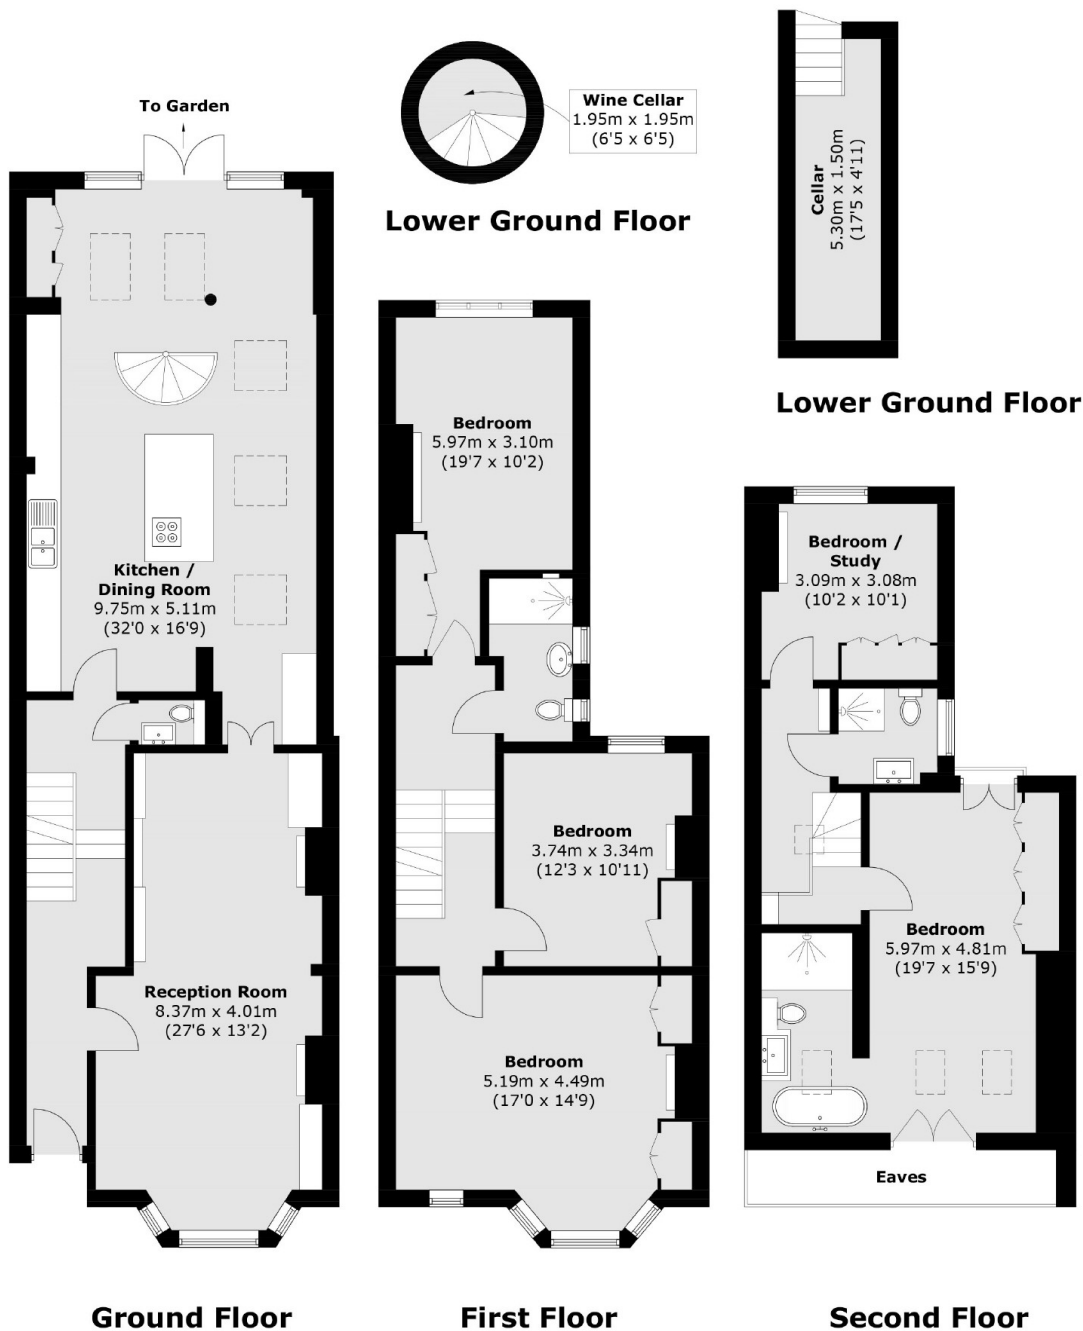 To Garden
Wine Cellar
1.95m x 1.95m
(6'5 x 6'5)
Lower Ground Floor
Cellar
5.30m x 1.50m
(17'5 x 4'11)
Lower Ground Floor
Kitchen /
Dining Room
9.75m x 5.11m
(32'0 x 16'9)
Reception Room
8.37m x 4.01m
(27'6 x 13'2)
Ground Floor
Bedroom
5.97m x 3.10m
(19'7 x 10'2)
Bedroom
3.74m x 3.34m
(12'3 x 10'11)
Bedroom
5.19m x 4.49m
(17'0 x 14'9)
First Floor
Bedroom /
Study
3.09m x 3.08m
(10'2 x 10'1)
Bedroom
5.97m x 4.81m
(19'7 x 15'9)
Eaves
Second Floor